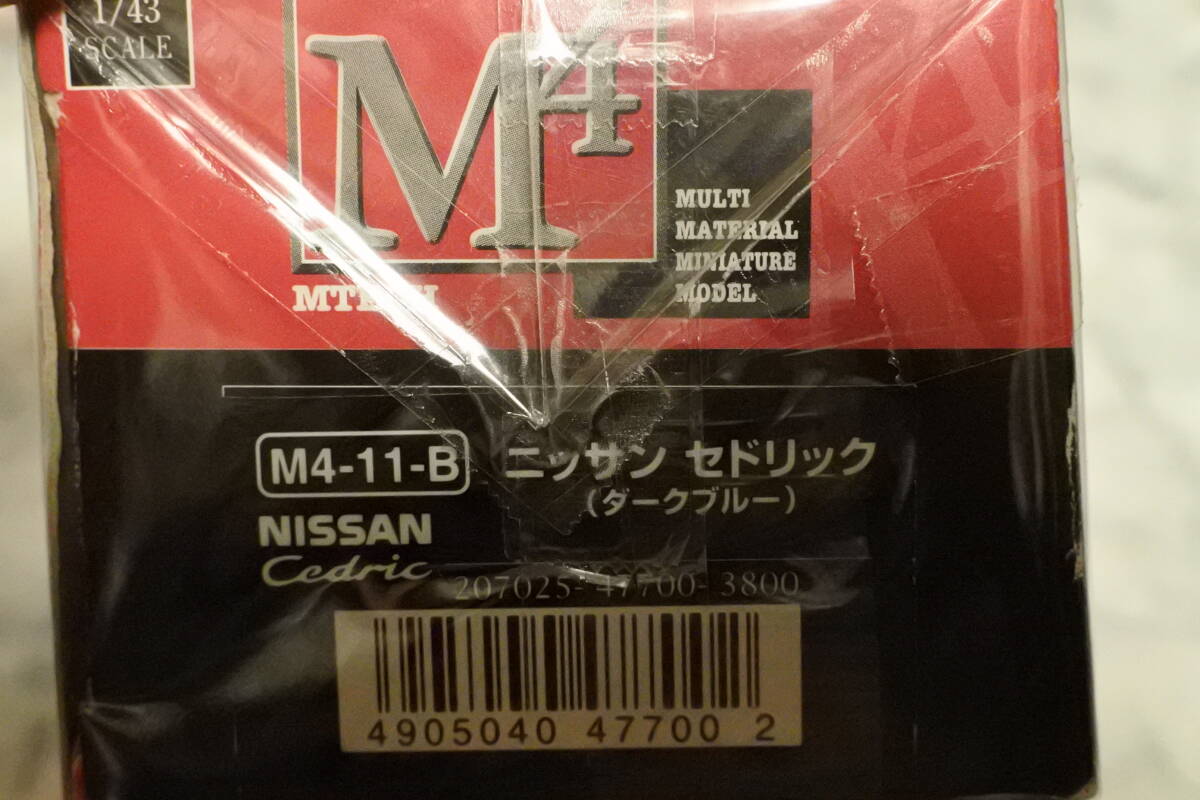 1/43
SCALE
M4
MULTI
MATERIAL
MINIATURE
MODEL
M4-11-B ニッサン セドリック
(ダークブルー)
NISSAN
Cedric
207025-47700-3800
4905040 47700 2